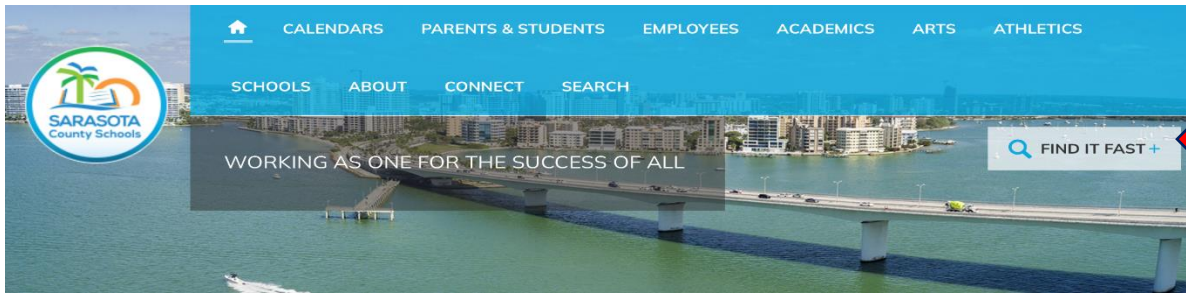 CALENDARS PARENTS & STUDENTS EMPLOYEES ACADEMICS ARTS ATHLETICS
SCHOOLS ABOUT CONNECT SEARCH
SARASOTA
County Schools
WORKING AS ONE FOR THE SUCCESS OF ALL
FIND IT FAST +